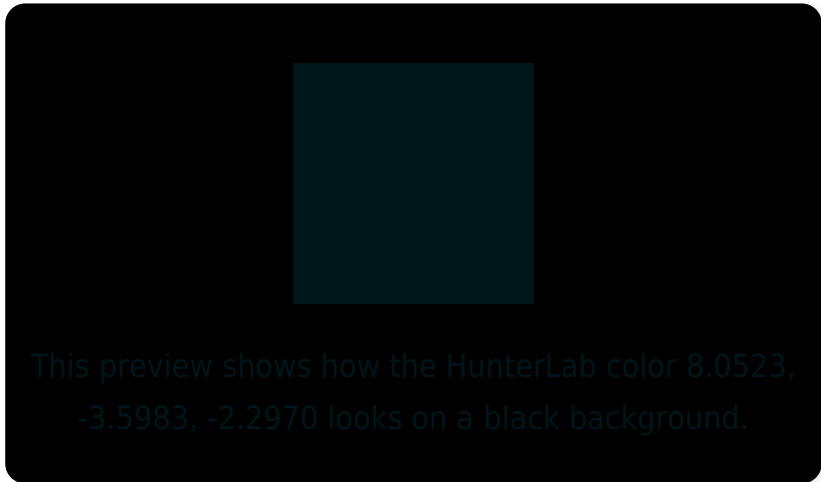 This preview shows how the HunterLab color 8.0523,
-3.5983, -2.2970 looks on a black background.